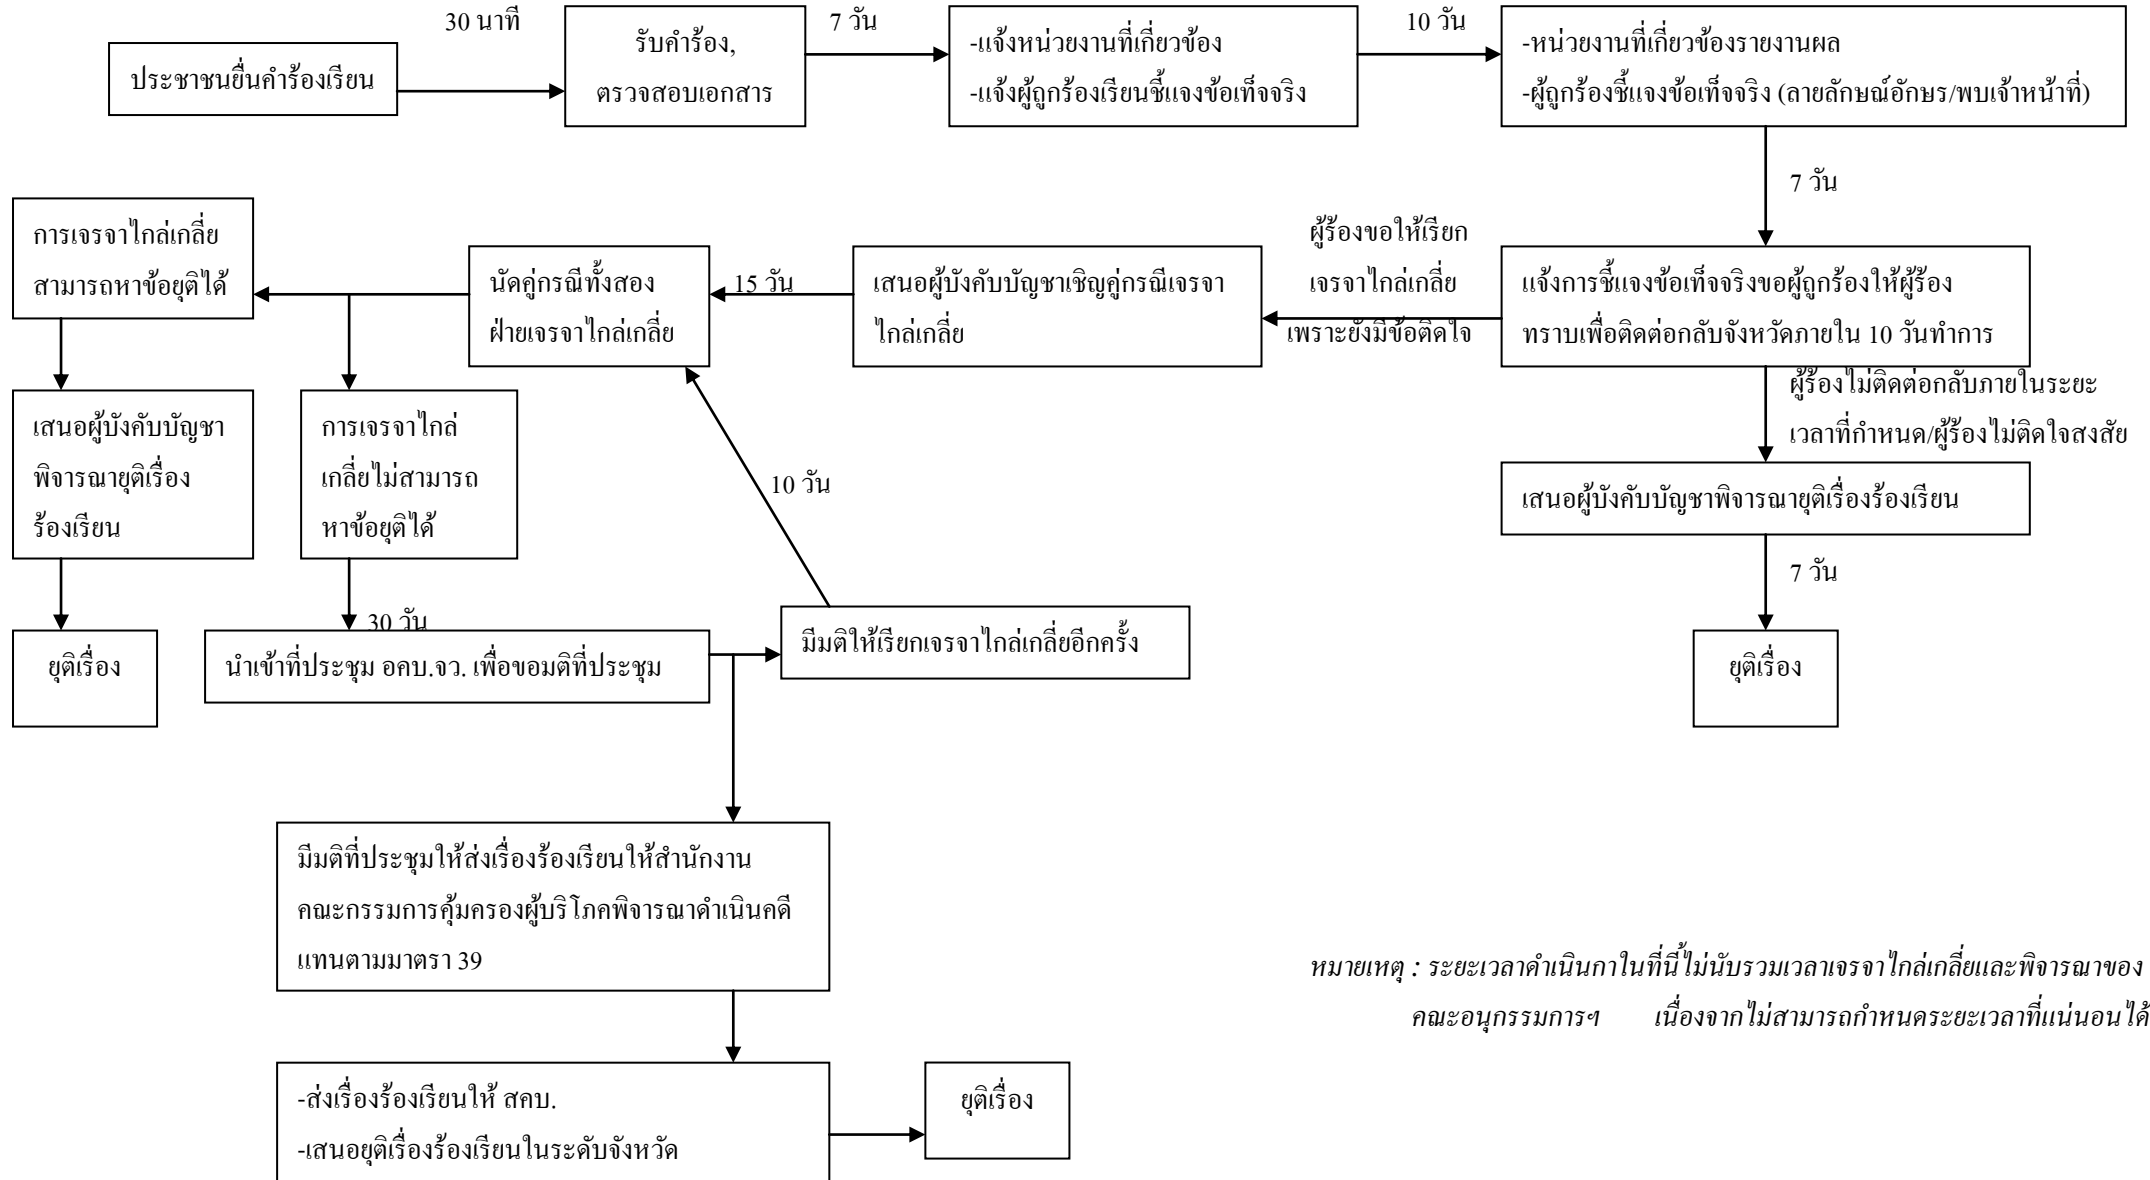 30 นาที
7 วัน
10 วัน
ประชาชนยื่นคำร้องเรียน
รับคำร้อง,
ตรวจสอบเอกสาร
-แจ้งหน่วยงานที่เกี่ยวข้อง
-แจ้งผู้ถูกร้องเรียนชี้แจงข้อเท็จจริง
-หน่วยงานที่เกี่ยวข้องรายงานผล
-ผู้ถูกร้องชี้แจงข้อเท็จจริง (ลายลักษณ์อักษร/พบเจ้าหน้าที่)
7 วัน
แจ้งการชี้แจงข้อเท็จจริงขอผู้ถูกร้องให้ผู้ร้อง
ทราบเพื่อติดต่อกลับจังหวัดภายใน 10 วันทำการ
ผู้ร้องขอให้เรียก
เจรจาไกล่เกลี่ย
เพราะยังมีข้อติดใจ
เสนอผู้บังคับบัญชาเชิญคู่กรณีเจรจา
ไกล่เกลี่ย
15 วัน
นัดคู่กรณีทั้งสอง
ฝ่ายเจรจาไกล่เกลี่ย
การเจรจาไกล่เกลี่ย
สามารถหาข้อยุติได้
เสนอผู้บังคับบัญชา
พิจารณายุติเรื่อง
ร้องเรียน
ยุติเรื่อง
การเจรจาไกล่
เกลี่ยไม่สามารถ
หาข้อยุติได้
30 วัน
นำเข้าที่ประชุม อคบ.จว. เพื่อขอมติที่ประชุม
มีมติให้เรียกเจรจาไกล่เกลี่ยอีกครั้ง
10 วัน
ผู้ร้องไม่ติดต่อกลับภายในระยะ
เวลาที่กำหนด/ผู้ร้องไม่ติดใจสงสัย
เสนอผู้บังคับบัญชาพิจารณายุติเรื่องร้องเรียน
7 วัน
ยุติเรื่อง
มีมติที่ประชุมให้ส่งเรื่องร้องเรียนให้สำนักงาน
คณะกรรมการคุ้มครองผู้บริโภคพิจารณาดำเนินคดี
แทนตามมาตรา 39
-ส่งเรื่องร้องเรียนให้ สคบ.
-เสนอยุติเรื่องร้องเรียนในระดับจังหวัด
ยุติเรื่อง
หมายเหตุ : ระยะเวลาดำเนินกาในที่นี้ไม่นับรวมเวลาเจรจาไกล่เกลี่ยและพิจารณาของ
คณะอนุกรรมการฯ เนื่องจากไม่สามารถกำหนดระยะเวลาที่แน่นอนได้